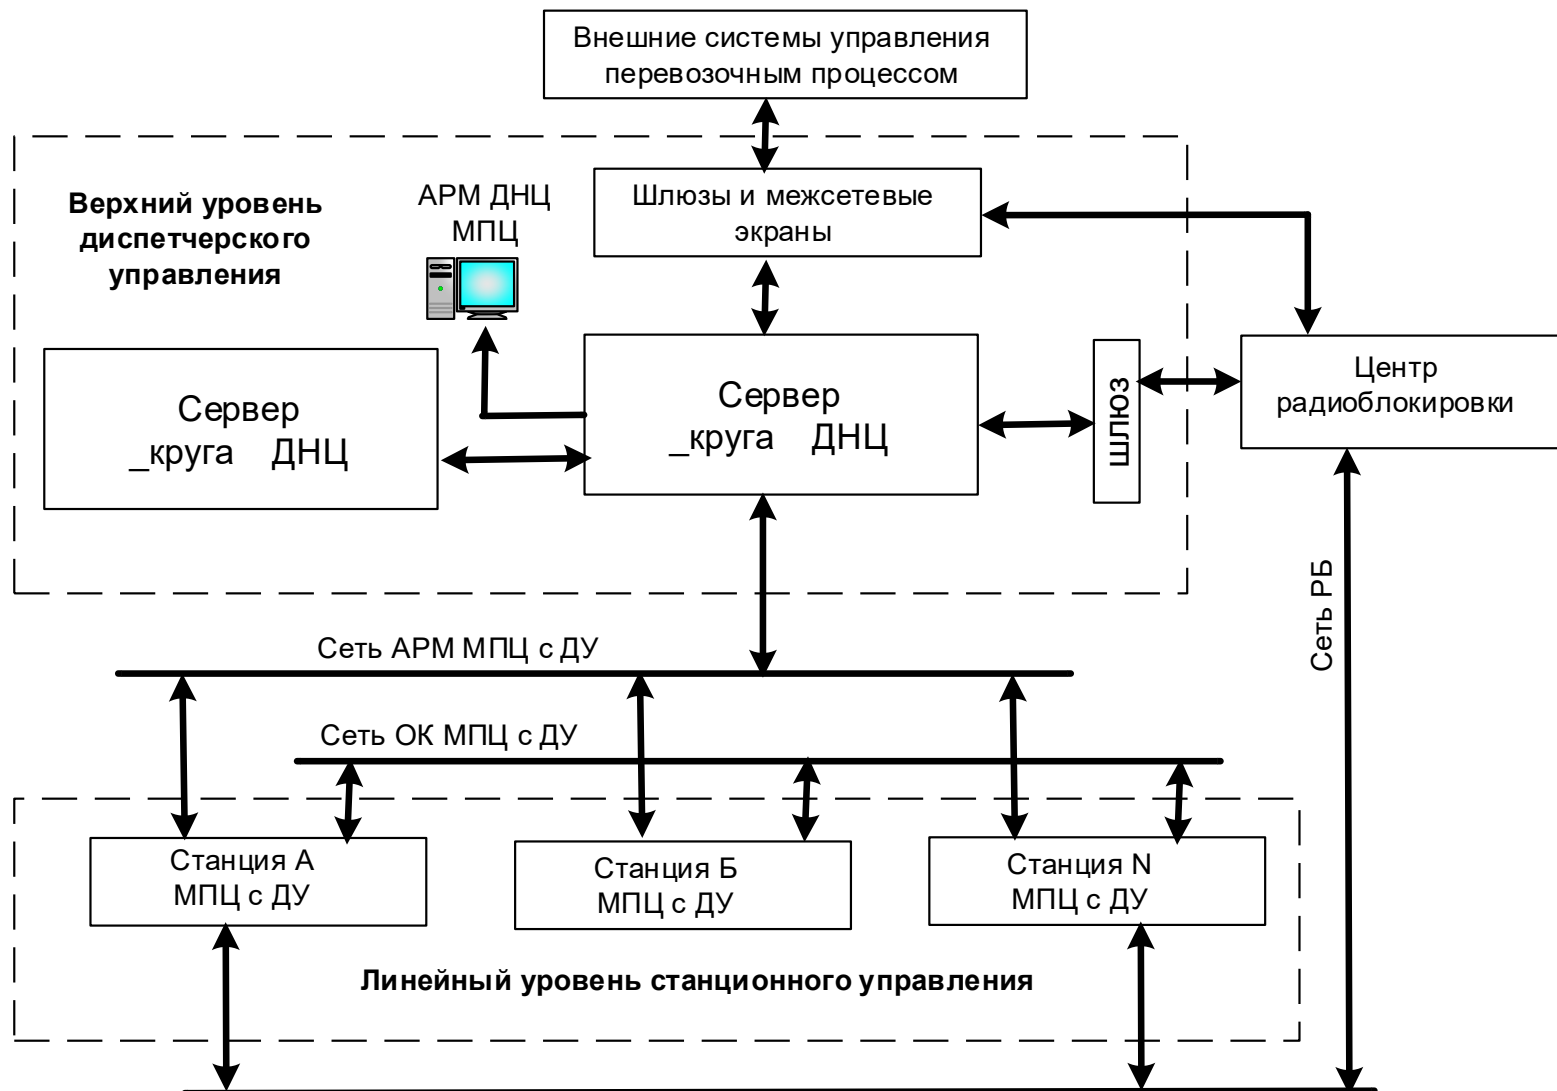 Внешние системы управления
перевозочным процессом
Верхний уровень
диспетчерского
управления
АРМ ДНЦ
МПЦ
Шлюзы и межсетевые
экраны
Сервер
_круга ДНЦ
Сервер
_круга ДНЦ
шлюз
Центр
радиоблокировки
Сеть РБ
Сеть АРМ МПЦ с ДУ
Сеть ОК МПЦ с ДУ
Станция А
МПЦ с ДУ
Станция Б
МПЦ с ДУ
Станция N
МПЦ с ДУ
Линейный уровень станционного управления